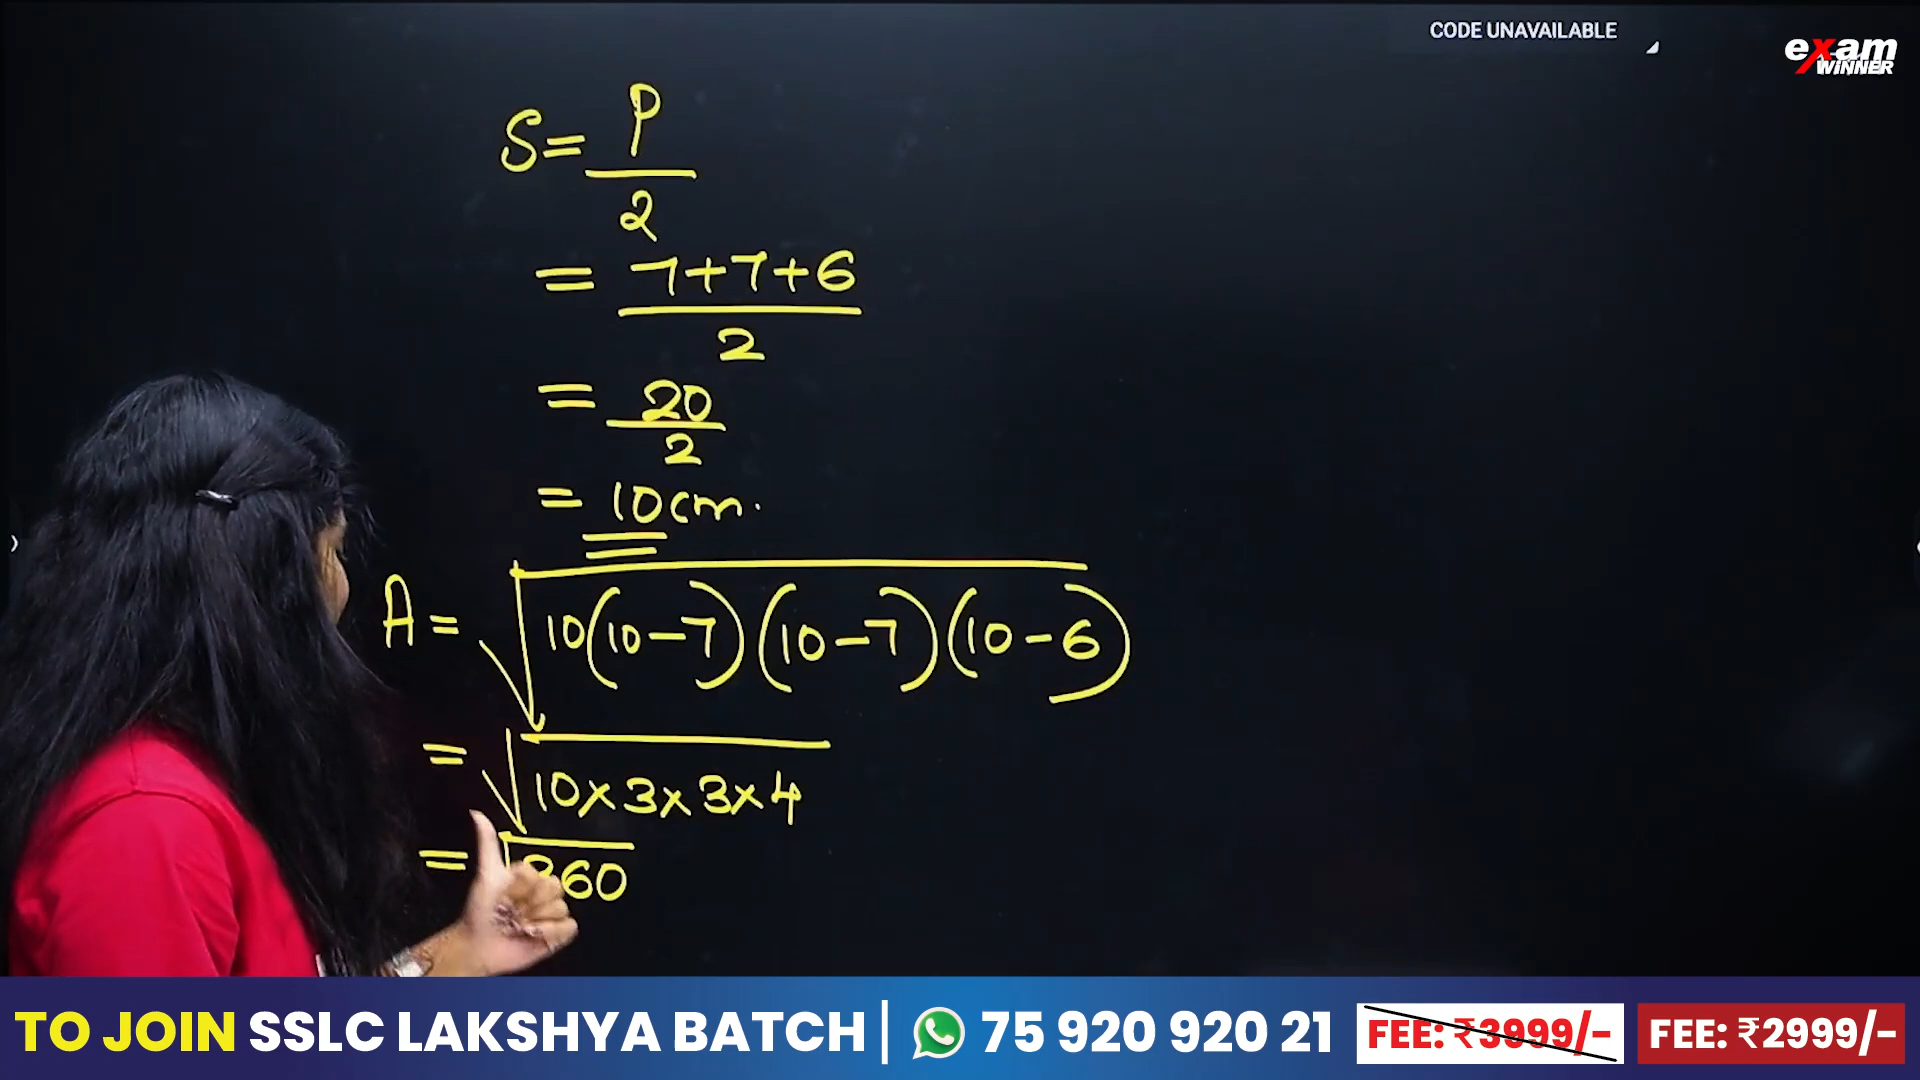 CODE UNAVAILABLE
exam
WINNER
S = P/2
= 7+7+6/2
= 20/2
= 10cm.
A = √10(10-7)(10-7)(10-6)
= √10×3×3×4
= √360
TO JOIN SSLC LAKSHYA BATCH | 75 920 920 21 FEE: ₹3999/- FEE: ₹2999/-